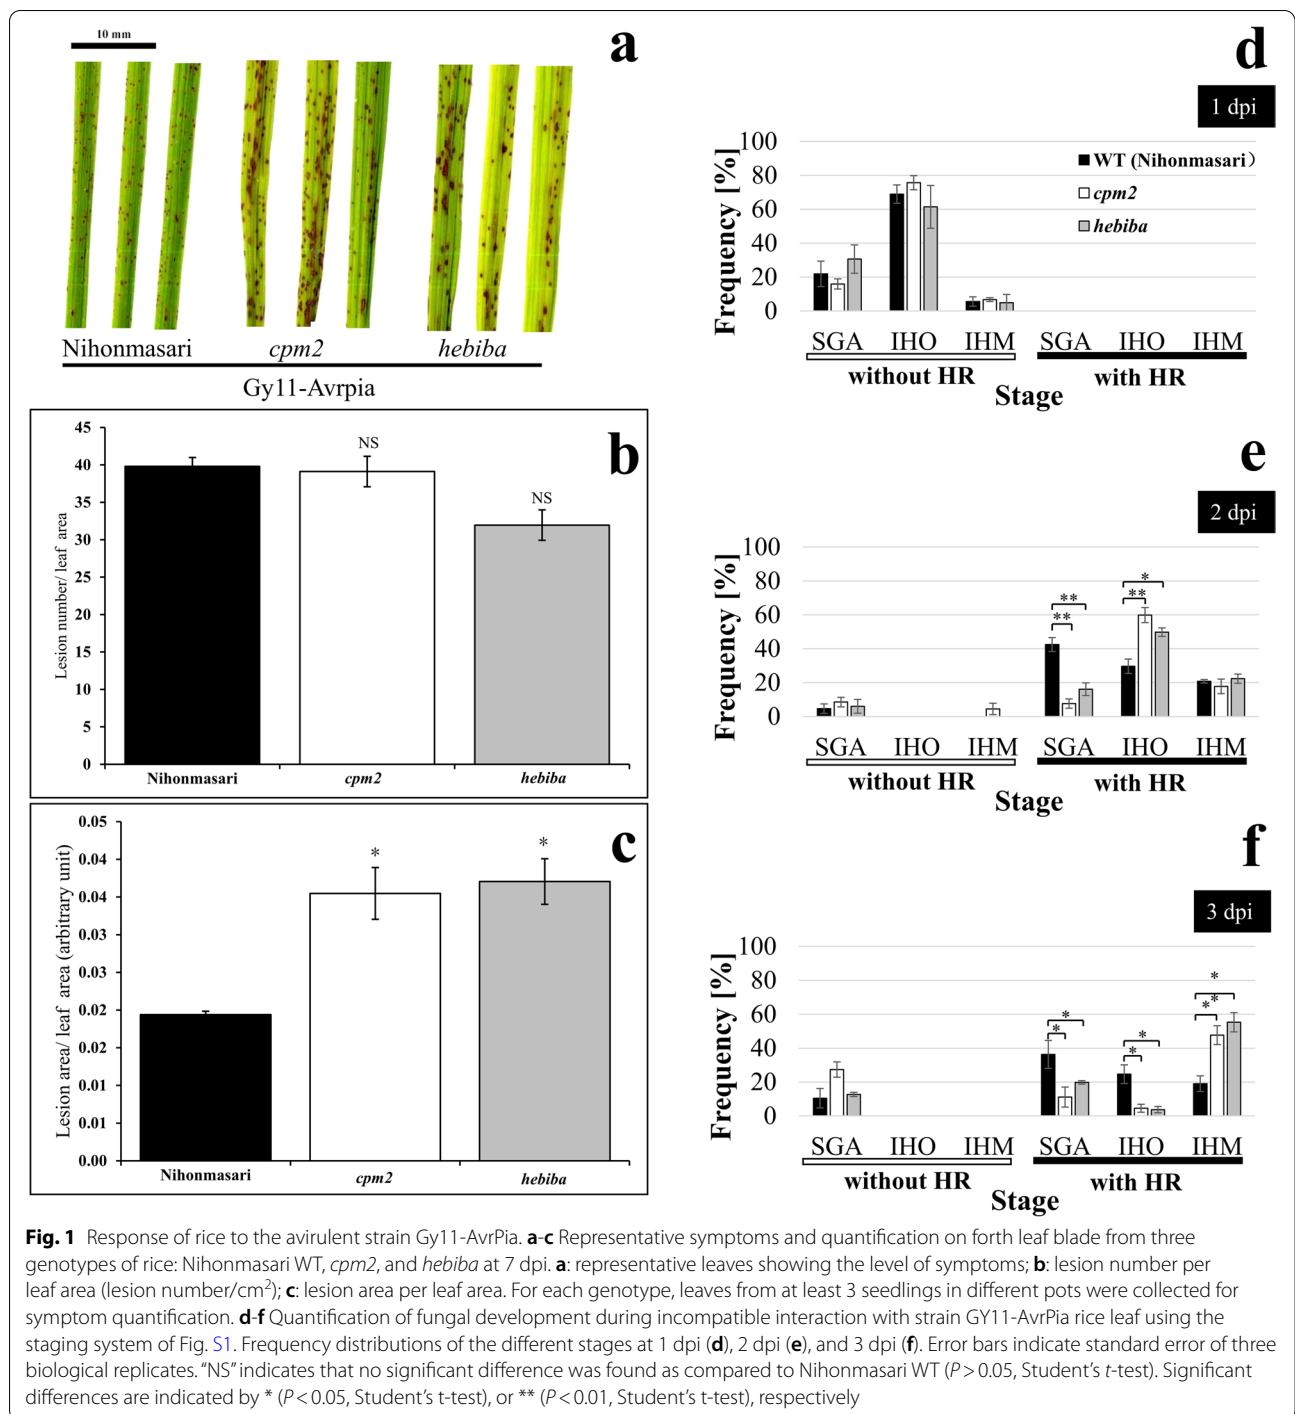 10 mm
a
Nihonmasari cpm2 hebiba
Gy11-Avrpia
b
45
40
35
30
25
20
15
10
5
0
Lesion number/ leaf area
NS
NS
Nihonmasari cpm2 hebiba
c
0.05
0.04
0.04
0.03
0.03
0.02
0.02
0.01
0.01
0.00
Lesion area/ leaf area (arbitrary unit)
*
*
Nihonmasari cpm2 hebiba
d
1 dpi
100
80
60
40
20
0
Frequency [%]
WT (Nihonmasari）
cpm2
hebiba
SGA IHO IHM SGA IHO IHM
without HR with HR
Stage
e
2 dpi
100
80
60
40
20
0
Frequency [%]
**
**
*
**
SGA IHO IHM SGA IHO IHM
without HR with HR
Stage
f
3 dpi
100
80
60
40
20
0
Frequency [%]
*
*
*
*
*
**
SGA IHO IHM SGA IHO IHM
without HR with HR
Stage
Fig. 1 Response of rice to the avirulent strain Gy11-AvrPia. a-c Representative symptoms and quantification on forth leaf blade from three
genotypes of rice: Nihonmasari WT, cpm2, and hebiba at 7 dpi. a: representative leaves showing the level of symptoms; b: lesion number per
leaf area (lesion number/cm²); c: lesion area per leaf area. For each genotype, leaves from at least 3 seedlings in different pots were collected for
symptom quantification. d-f Quantification of fungal development during incompatible interaction with strain GY11-AvrPia rice leaf using the
staging system of Fig. S1. Frequency distributions of the different stages at 1 dpi (d), 2 dpi (e), and 3 dpi (f). Error bars indicate standard error of three
biological replicates. “NS” indicates that no significant difference was found as compared to Nihonmasari WT (P > 0.05, Student’s t-test). Significant
differences are indicated by * (P < 0.05, Student’s t-test), or ** (P < 0.01, Student’s t-test), respectively